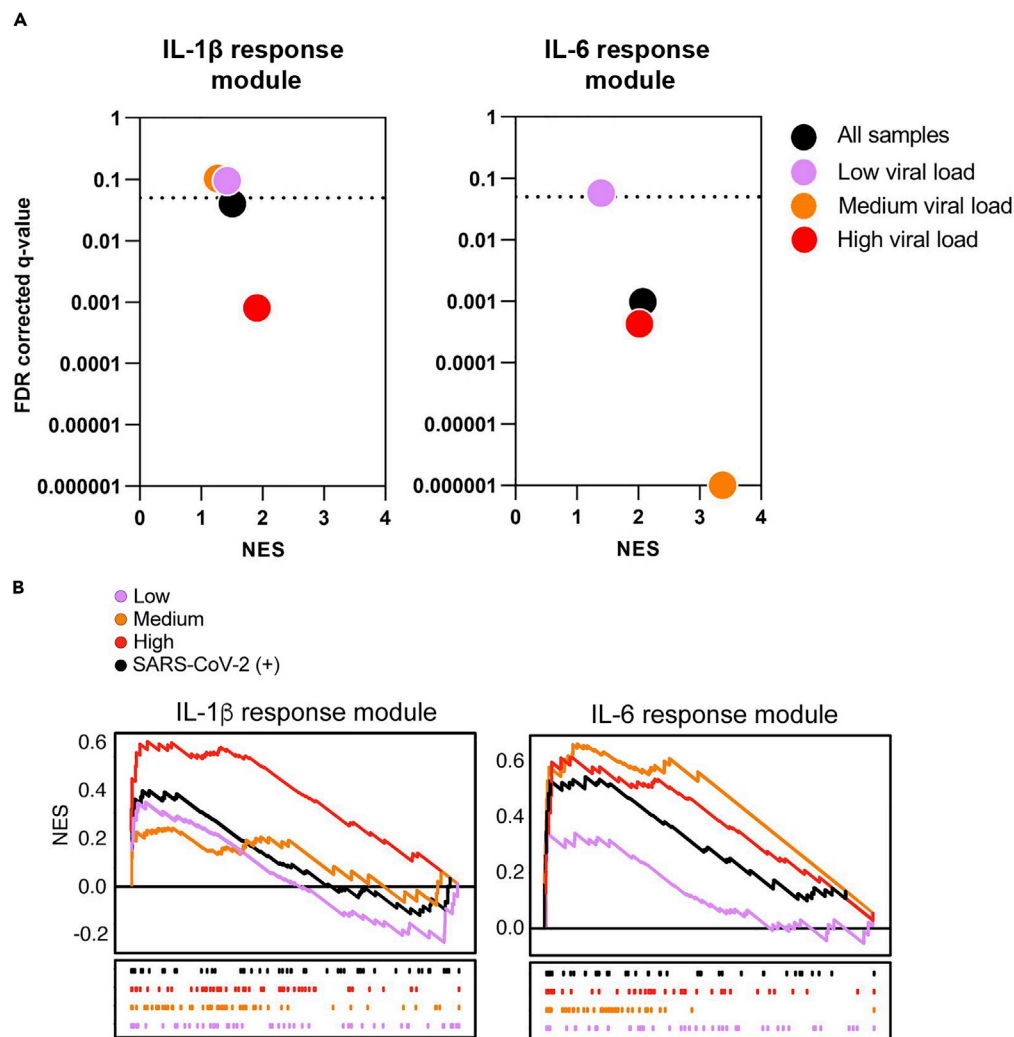 A
IL-1β response
module
IL-6 response
module
FDR corrected q-value
1
0.1
0.01
0.001
0.0001
0.00001
0.000001
0 1 2 3 4
NES
1
0.1
0.01
0.001
0.0001
0.00001
0.000001
0 1 2 3 4
NES
All samples
Low viral load
Medium viral load
High viral load
B
Low
Medium
High
SARS-CoV-2 (+)
IL-1β response module
NES
0.6
0.4
0.2
0.0
-0.2
IL-6 response module
0.6
0.4
0.2
0.0